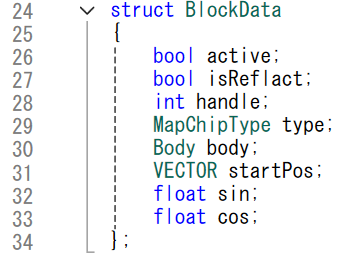 24 struct BlockData
25 {
26 bool active;
27 bool isReflact;
28 int handle;
29 MapChipType type;
30 Body body;
31 VECTOR startPos;
32 float sin;
33 float cos;
34 };